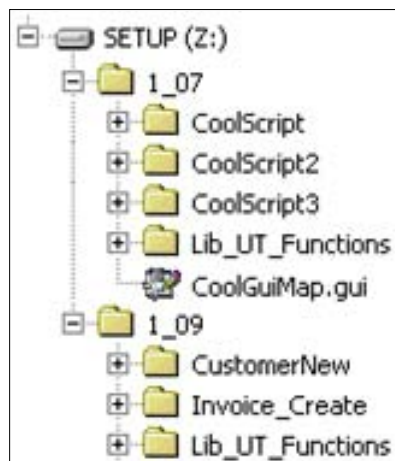 SETUP (Z:)
1_07
CoolScript
CoolScript2
CoolScript3
Lib_UT_Functions
CoolGuiMap.gui
1_09
CustomerNew
Invoice_Create
Lib_UT_Functions